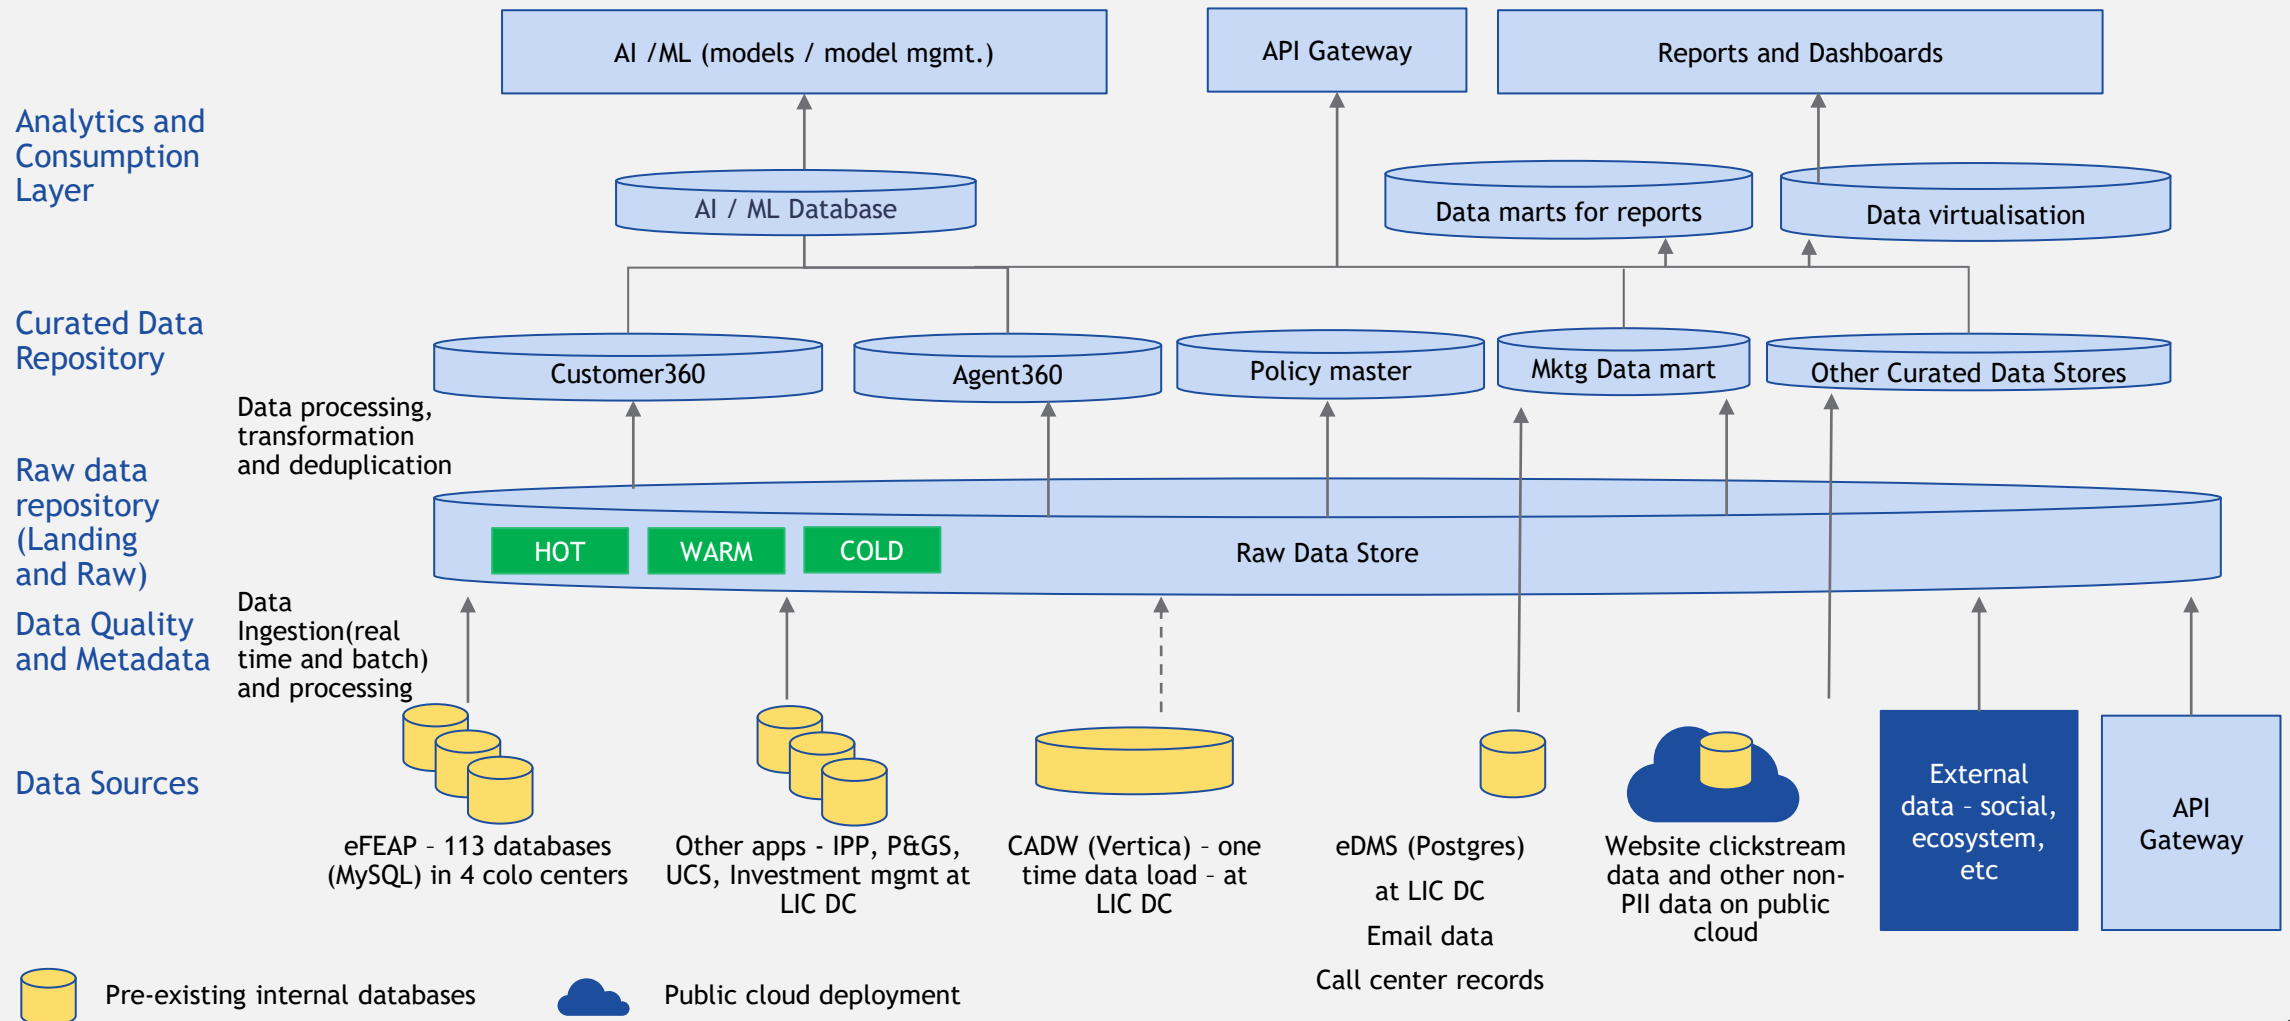 AI /ML (models / model mgmt.)
API Gateway
Reports and Dashboards
Analytics and
Consumption
Layer
AI / ML Database
Data marts for reports
Data virtualisation
Curated Data
Repository
Customer360
Agent360
Policy master
Mktg Data mart
Other Curated Data Stores
Data processing,
transformation
and deduplication
Raw data
repository
(Landing
and Raw)
HOT
WARM
COLD
Raw Data Store
Data Quality
and Metadata
Data
Ingestion(real
time and batch)
and processing
Data Sources
eFEAP – 113 databases
(MySQL) in 4 colo centers
Other apps - IPP, P&GS,
UCS, Investment mgmt at
LIC DC
CADW (Vertica) – one
time data load – at
LIC DC
eDMS (Postgres)
at LIC DC
Email data
Call center records
Website clickstream
data and other non-
PII data on public
cloud
External
data – social,
ecosystem,
etc
API
Gateway
Pre-existing internal databases
Public cloud deployment